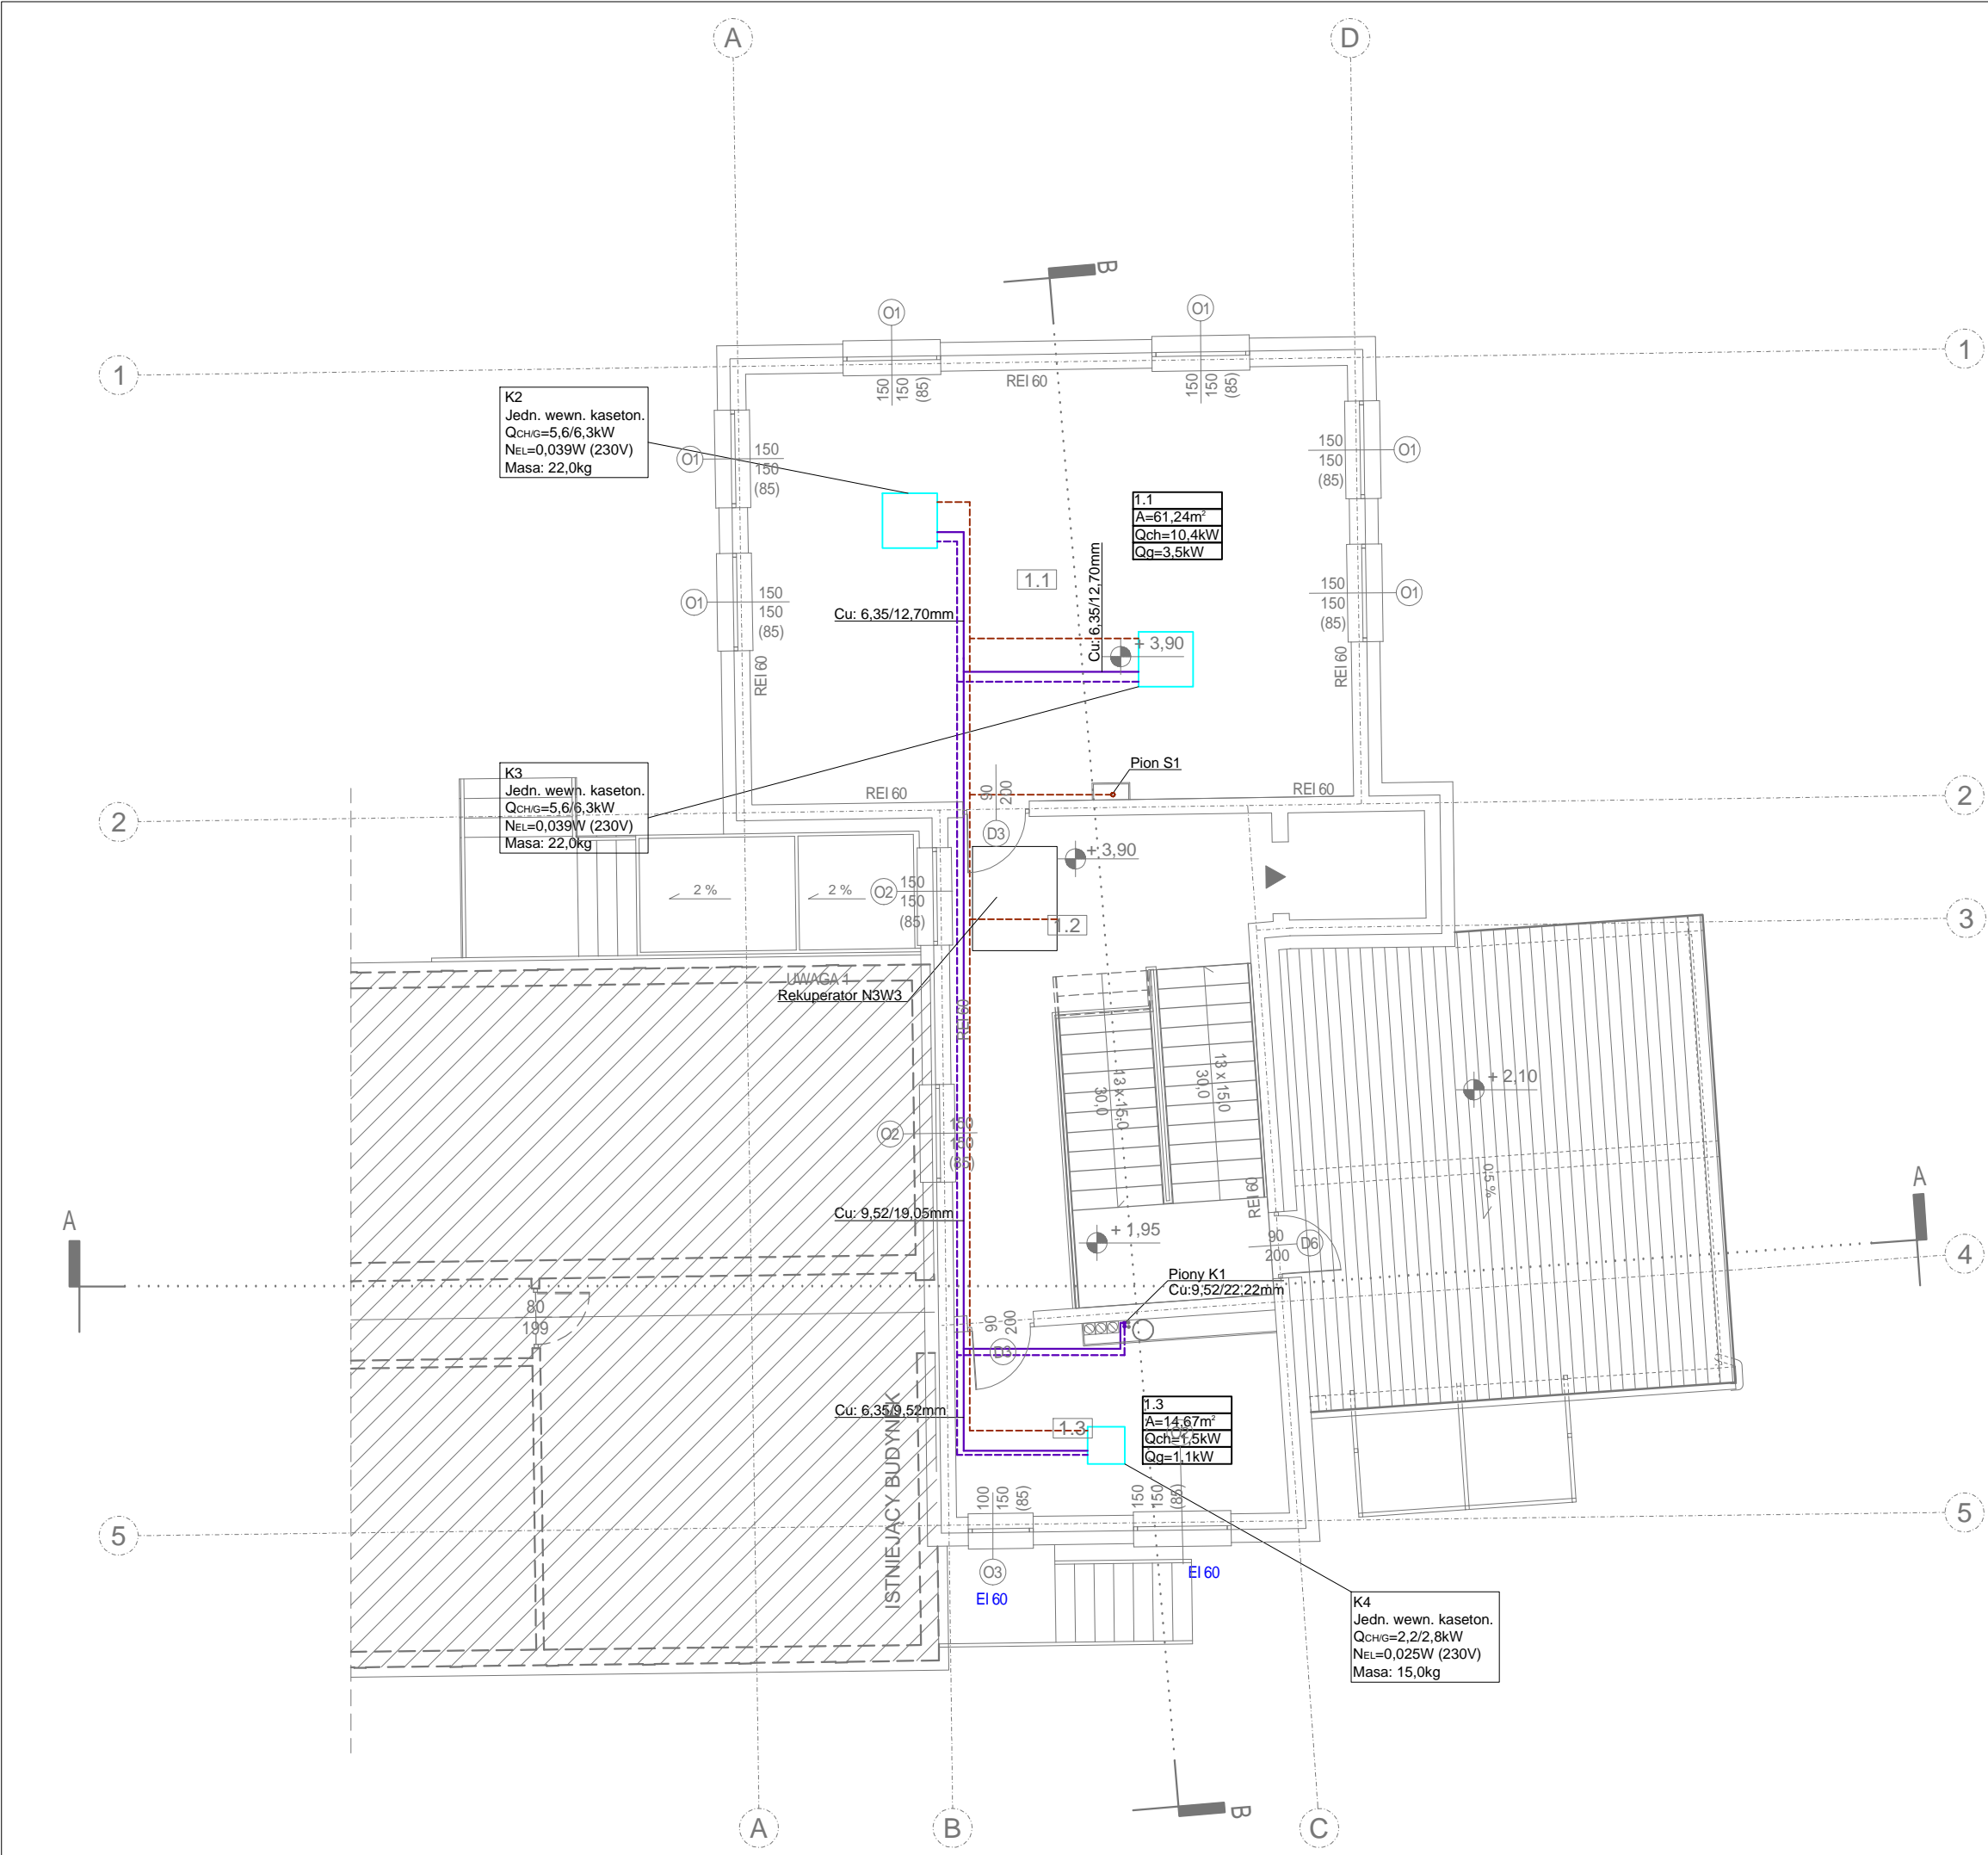 A
D
B
O1
O1
1
1
REI 60
150
150
(85)
150
150
(85)
K2
Jedn. wewn. kaseton.
QCH/G=5,6/6,3kW
NEL=0,039W (230V)
Masa: 22,0kg
O1
150
150
(85)
150
150
(85)
O1
1.1
A=61,24m²
Qch=10,4kW
Qg=3,5kW
1.1
O1
150
150
(85)
150
150
(85)
O1
Cu: 6,35/12,70mm
Cu: 6,35/12,70mm
+ 3,90
REI 60
REI 60
K3
Jedn. wewn. kaseton.
QCH/G=5,6/6,3kW
NEL=0,039W (230V)
Masa: 22,0kg
Pion S1
REI 60
90
200
REI 60
2
2
D3
+ 3,90
2 %
2 %
O2
150
150
(85)
1.2
3
UWAGA 1
Rekuperator N3W3
REI 60
13 x 15,0
30,0
13 x 15,0
30,0
+ 2,10
O2
150
150
(85)
0,5 %
REI 60
A
A
Cu: 9,52/19,05mm
+ 1,95
90
200
D6
4
Piony K1
Cu:9,52/22,22mm
80
199
90
200
D3
ISTNIEJĄCY BUDYNEK
Cu: 6,35/9,52mm
1.3
1.3
A=14,67m²
Qch=1,5kW
Qg=1,1kW
O2
100
150
(85)
150
150
(85)
5
5
O3
EI 60
EI 60
K4
Jedn. wewn. kaseton.
QCH/G=2,2/2,8kW
NEL=0,025W (230V)
Masa: 15,0kg
A
B
B
C